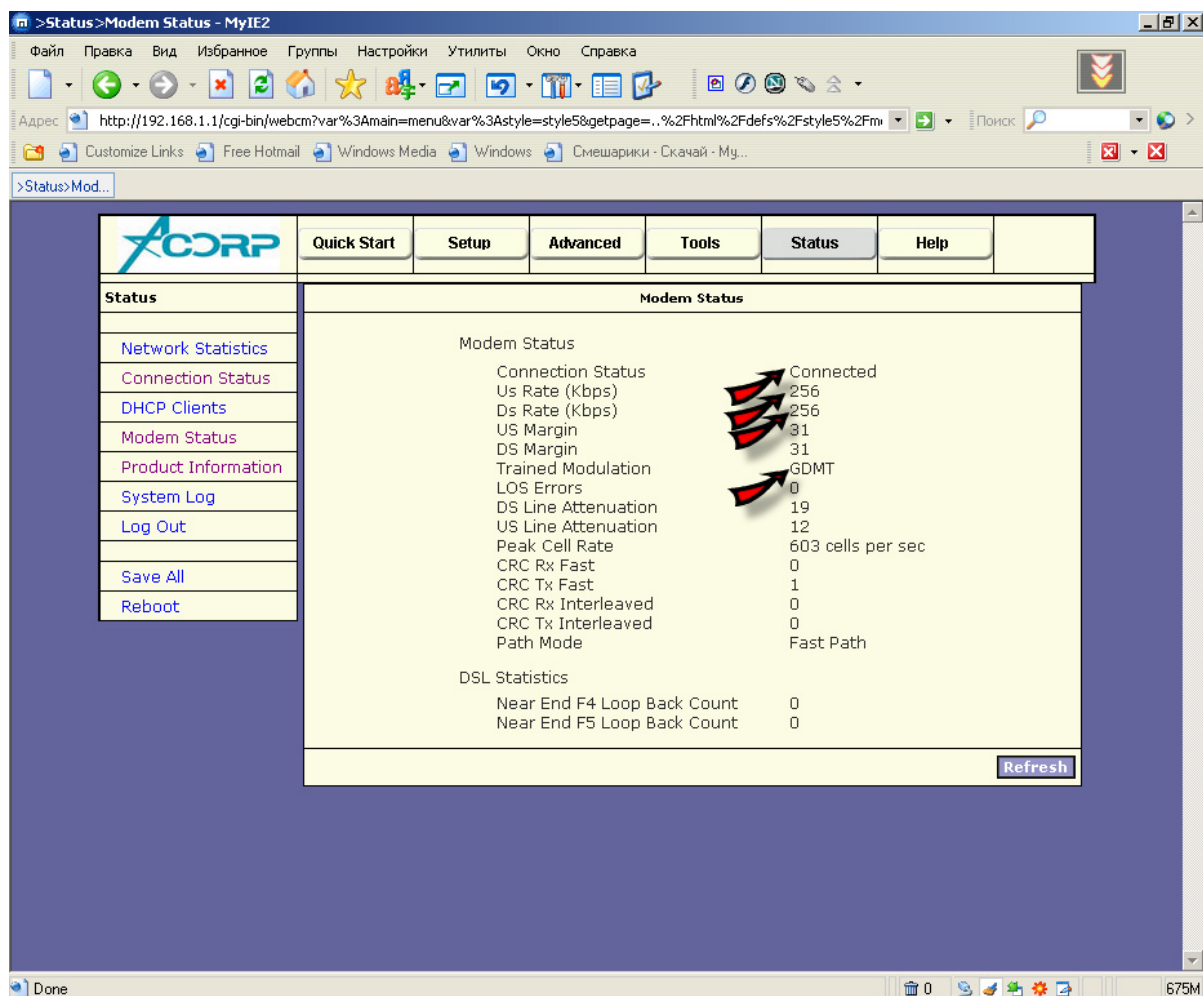 >Status>Modem Status - MyIE2
Файл Правка Вид Избранное Группы Настройки Утилиты Окно Справка
Адрес http://192.168.1.1/cgi-bin/webcm?var%3Amain=menu&var%3Astyle=style5&getpage=..%2Fhtml%2Fdefs%2Fstyle5%2Fm Поиск
Customize Links Free Hotmail Windows Media Windows Смешарики - Скачай - Му...
>Status>Mod...
ACORP Quick Start Setup Advanced Tools Status Help
Status
Network Statistics
Connection Status
DHCP Clients
Modem Status
Product Information
System Log
Log Out
Save All
Reboot
Modem Status
Modem Status
Connection Status Connected
Us Rate (Kbps) 256
Ds Rate (Kbps) 256
US Margin 31
DS Margin 31
Trained Modulation GDMT
LOS Errors 0
DS Line Attenuation 19
US Line Attenuation 12
Peak Cell Rate 603 cells per sec
CRC Rx Fast 0
CRC Tx Fast 1
CRC Rx Interleaved 0
CRC Tx Interleaved 0
Path Mode Fast Path
DSL Statistics
Near End F4 Loop Back Count 0
Near End F5 Loop Back Count 0
Refresh
Done 0 675M